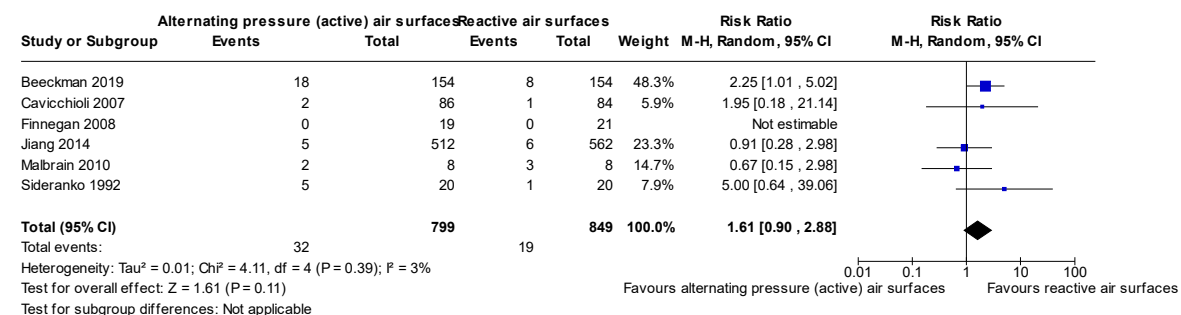 Alternating pressure (active) air surfaces Reactive air surfaces Risk Ratio Risk Ratio
Study or Subgroup Events Total Events Total Weight M-H, Random, 95% CI M-H, Random, 95% CI
Beeckman 2019 18 154 8 154 48.3% 2.25 [1.01 , 5.02]
Cavicchioli 2007 2 86 1 84 5.9% 1.95 [0.18 , 21.14]
Finnegan 2008 0 19 0 21 Not estimable
Jiang 2014 5 512 6 562 23.3% 0.91 [0.28 , 2.98]
Malbrain 2010 2 8 3 8 14.7% 0.67 [0.15 , 2.98]
Sideranko 1992 5 20 1 20 7.9% 5.00 [0.64 , 39.06]
Total (95% CI) 799 849 100.0% 1.61 [0.90 , 2.88]
Total events: 32 19
Heterogeneity: Tau² = 0.01; Chi² = 4.11, df = 4 (P = 0.39); I² = 3%
0.01 0.1 1 10 100
Test for overall effect: Z = 1.61 (P = 0.11) Favours alternating pressure (active) air surfaces Favours reactive air surfaces
Test for subgroup differences: Not applicable